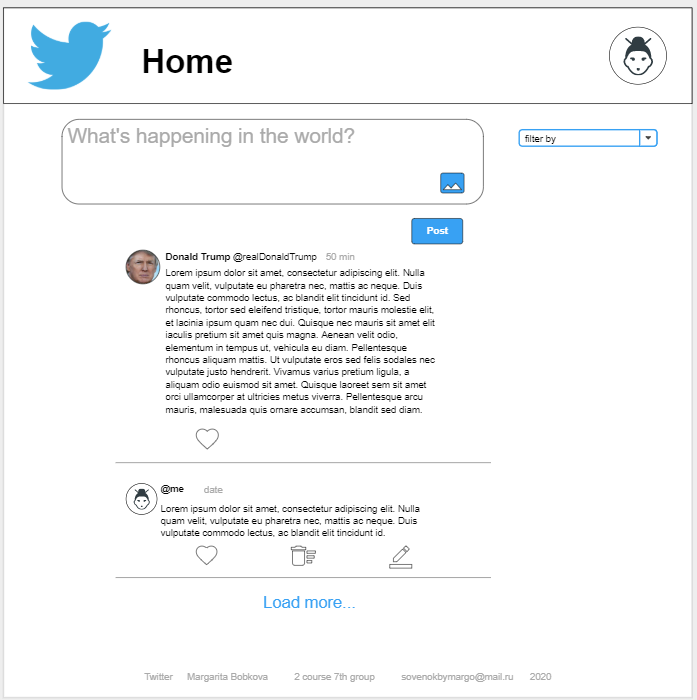 Home
What's happening in the world?
filter by
Post
Donald Trump @realDonaldTrump 50 min
Lorem ipsum dolor sit amet, consectetur adipiscing elit. Nulla
quam velit, vulputate eu pharetra nec, mattis ac neque. Duis
vulputate commodo lectus, ac blandit elit tincidunt id. Sed
rhoncus, tortor sed eleifend tristique, tortor mauris molestie elit,
et lacinia ipsum quam nec dui. Quisque nec mauris sit amet elit
iaculis pretium sit amet quis magna. Aenean velit odio,
elementum in tempus ut, vehicula eu diam. Pellentesque
rhoncus aliquam mattis. Ut vulputate eros sed felis sodales nec
vulputate justo hendrerit. Vivamus varius pretium ligula, a
aliquam odio euismod sit amet. Quisque laoreet sem sit amet
orci ullamcorper at ultricies metus viverra. Pellentesque arcu
mauris, malesuada quis ornare accumsan, blandit sed diam.
@me date
Lorem ipsum dolor sit amet, consectetur adipiscing elit. Nulla
quam velit, vulputate eu pharetra nec, mattis ac neque. Duis
vulputate commodo lectus, ac blandit elit tincidunt id.
Load more...
Twitter Margarita Bobkova 2 course 7th group sovenokbymargo@mail.ru 2020